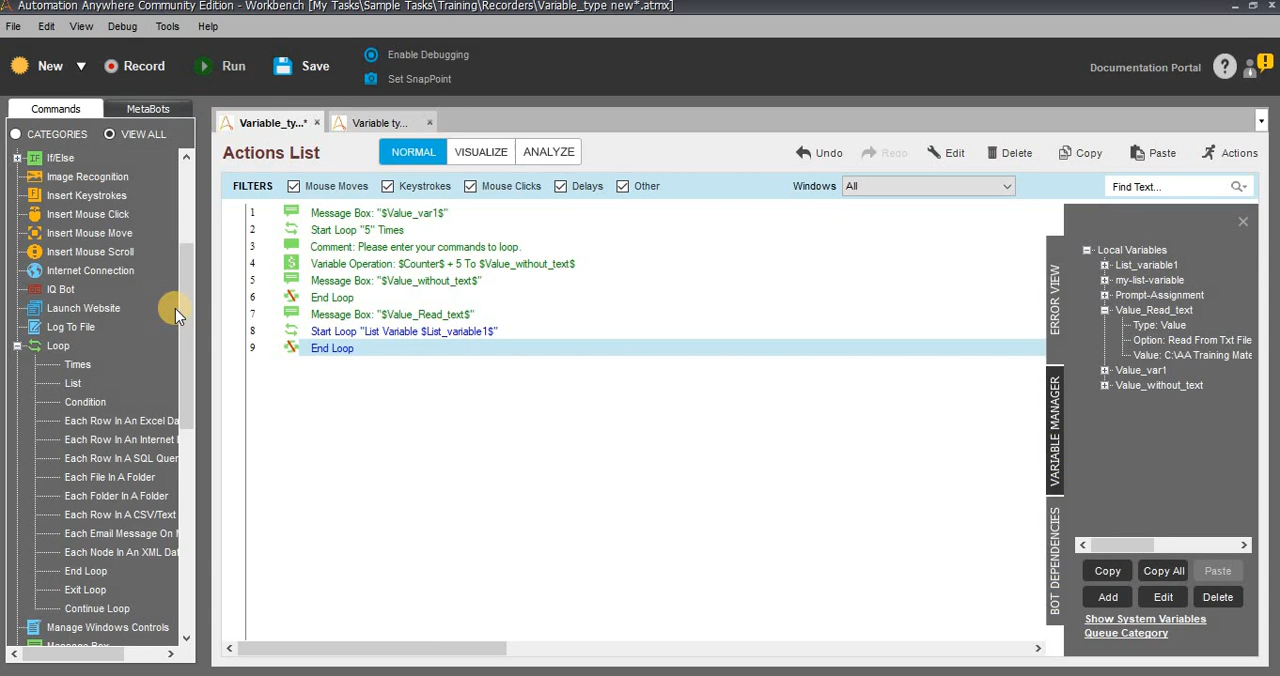 Automation Anywhere Community Edition - Workbench [My Tasks\Sample Tasks\Training\Recorders\Variable_type new*.atmx]
File Edit View Debug Tools Help
New Record Run Save
Enable Debugging
Set SnapPoint
Documentation Portal ?
Commands MetaBots
CATEGORIES VIEW ALL
If/Else
Image Recognition
Insert Keystrokes
Insert Mouse Click
Insert Mouse Move
Insert Mouse Scroll
Internet Connection
IQ Bot
Launch Website
Log To File
Loop
Times
List
Condition
Each Row In An Excel Da
Each Row In An Internet
Each Row In A SQL Quer
Each File In A Folder
Each Folder In A Folder
Each Row In A CSV/Text
Each Email Message On
Each Node In An XML Dat
End Loop
Exit Loop
Continue Loop
Manage Windows Controls
Variable_ty...* Variable ty...
Actions List NORMAL VISUALIZE ANALYZE Undo Redo Edit Delete Copy Paste Actions
FILTERS Mouse Moves Keystrokes Mouse Clicks Delays Other Windows All Find Text...
1 Message Box: "$Value_var1$"
2 Start Loop "5" Times
3 Comment: Please enter your commands to loop.
4 Variable Operation: $Counter$ + 5 To $Value_without_text$
5 Message Box: "$Value_without_text$"
6 End Loop
7 Message Box: "$Value_Read_text$"
8 Start Loop "List Variable $List_variable1$"
9 End Loop
ERROR VIEW
VARIABLE MANAGER
BOT DEPENDENCIES
Local Variables
List_variable1
my-list-variable
Prompt-Assignment
Value_Read_text
Type: Value
Option: Read From Txt File
Value: C:\AA Training Mate
Value_var1
Value_without_text
Copy Copy All Paste
Add Edit Delete
Show System Variables
Queue Category